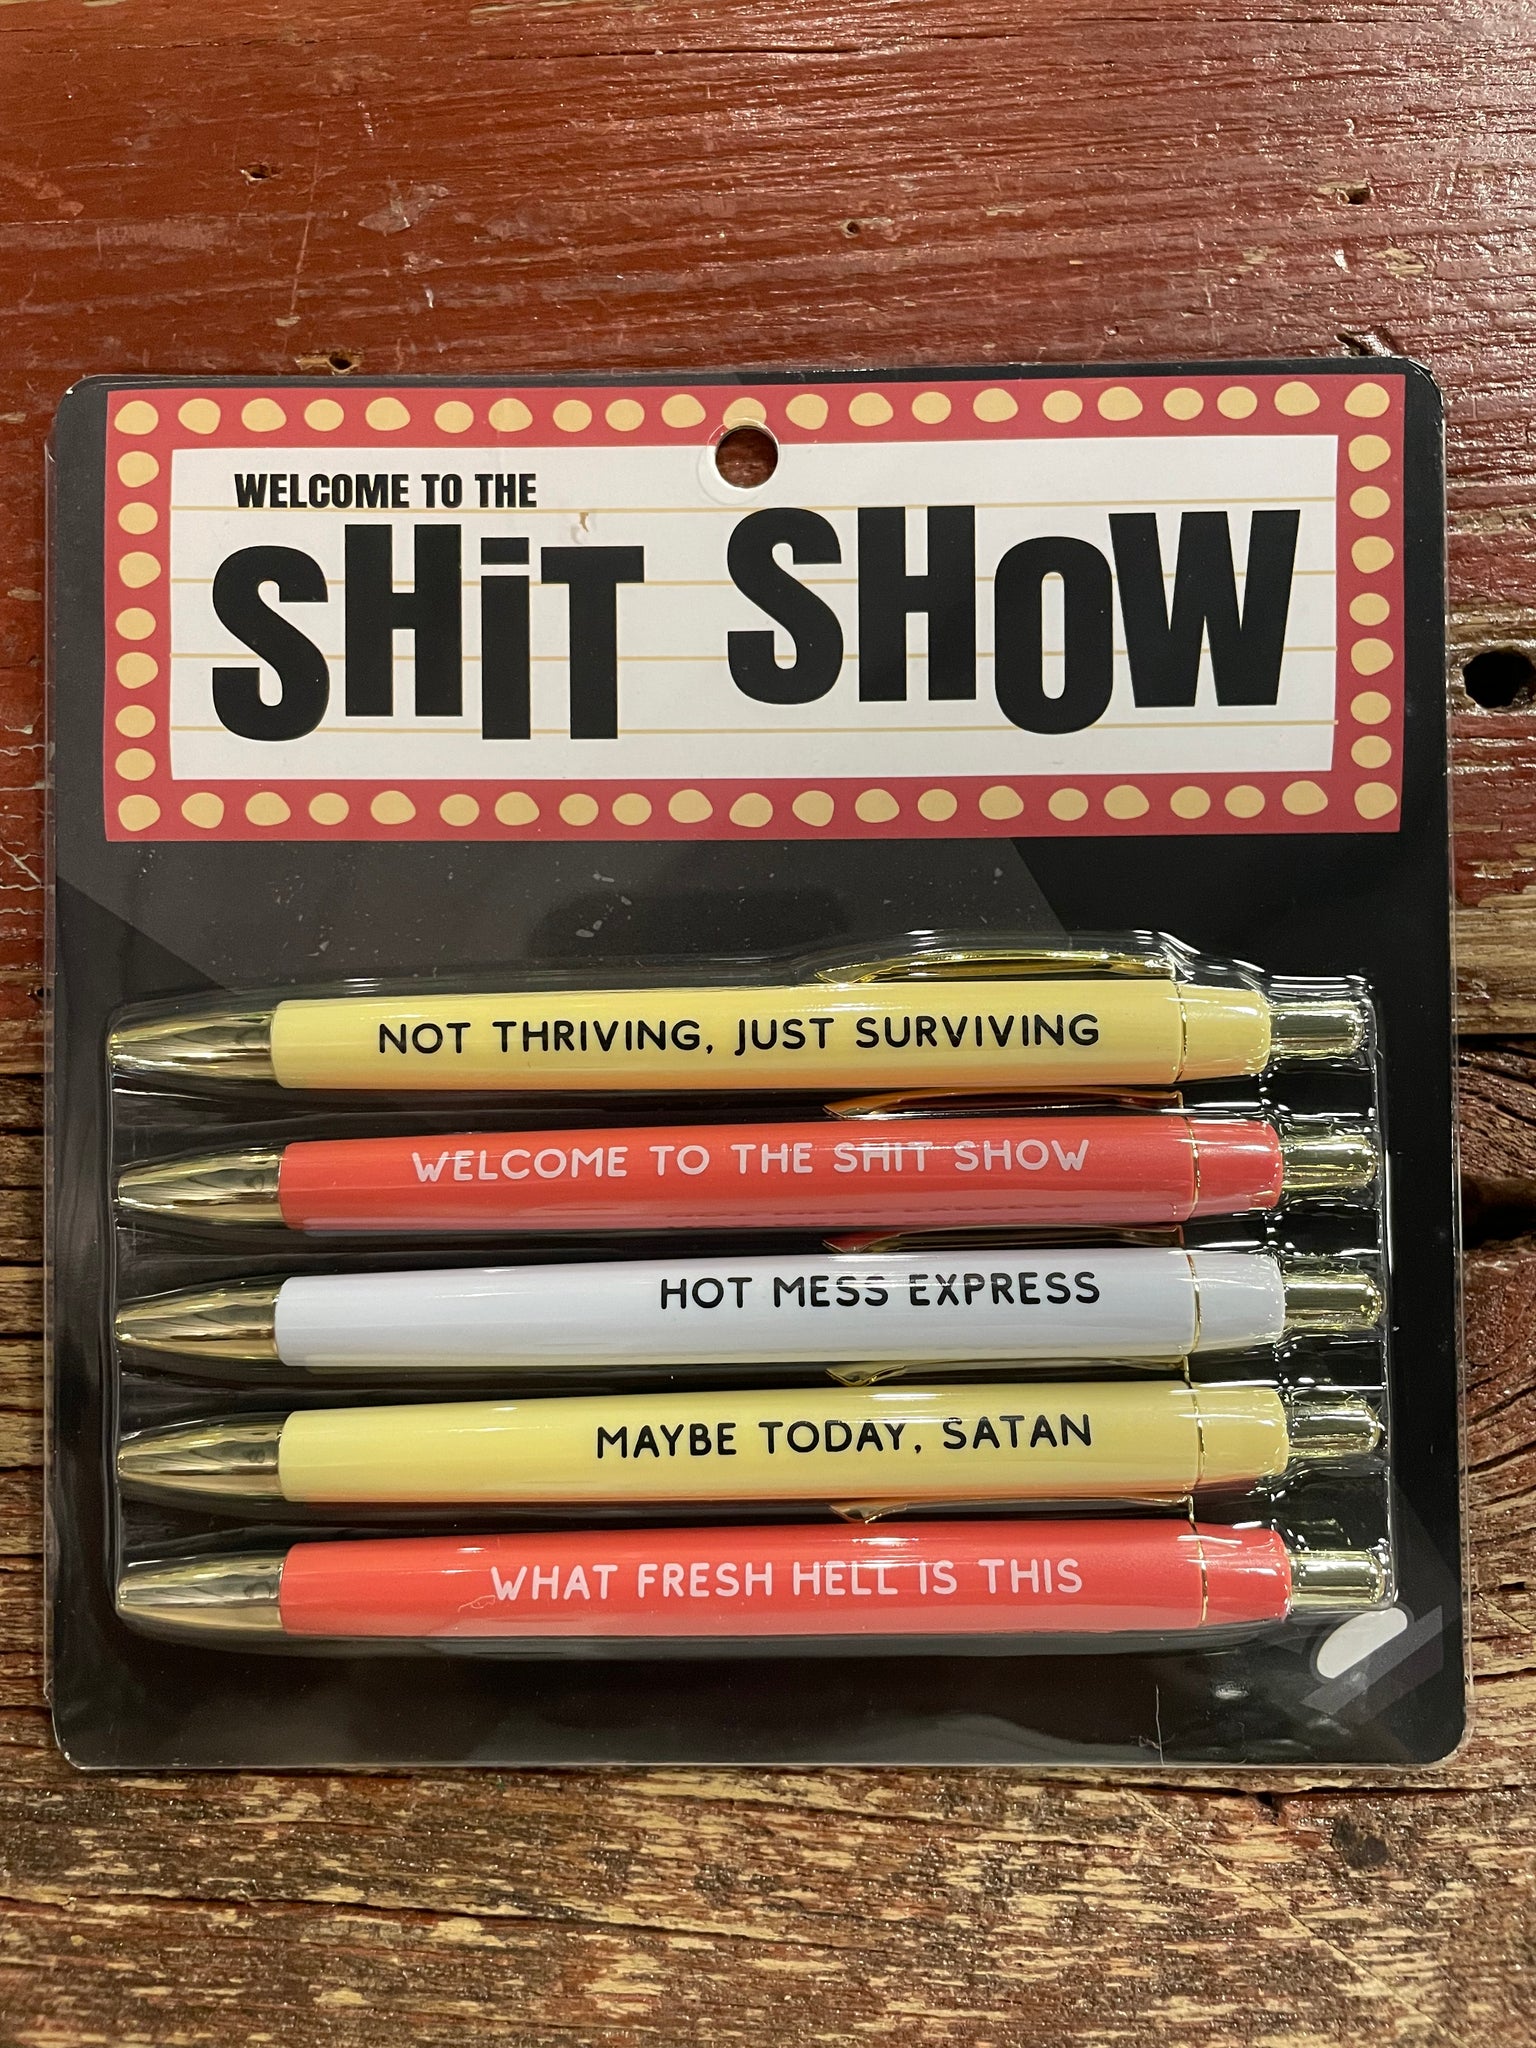 WELCOME TO THE
SHiT SHOW
NOT THRIVING, JUST SURVIVING
WELCOME TO THE SHIT SHOW
HOT MESS EXPRESS
MAYBE TODAY, SATAN
WHAT FRESH HELL IS THIS